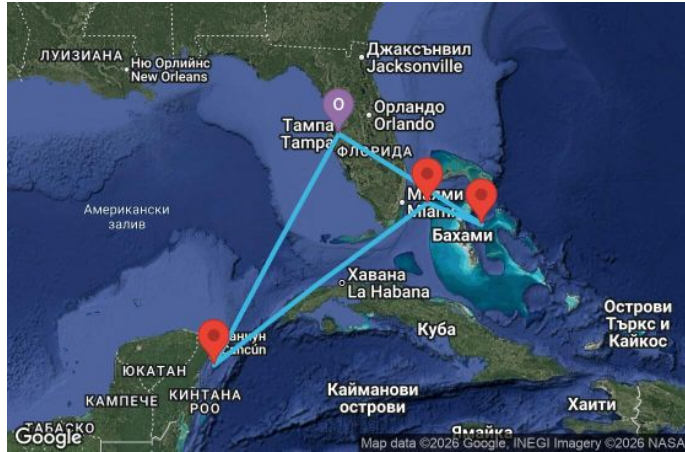 ЛУИЗИАНА
Ню Орлийнс
New Orleans
Джаксънвил
Jacksonville
O
Орландо
Orlando
Тампа
Tampa
ФЛОРИДА
Маями
Miami
Бахами
Американски
залив
Хавана
La Habana
Куба
Cancún
ЮКАТАН
КАМПЕЧЕ
КИНТАНА
РОО
ТАБАСКО
Кайманови
острови
Острови
Търкс и
Кайкос
Хаити
Ямайка
Google
Map data ©2026 Google, INEGI Imagery ©2026 NASA